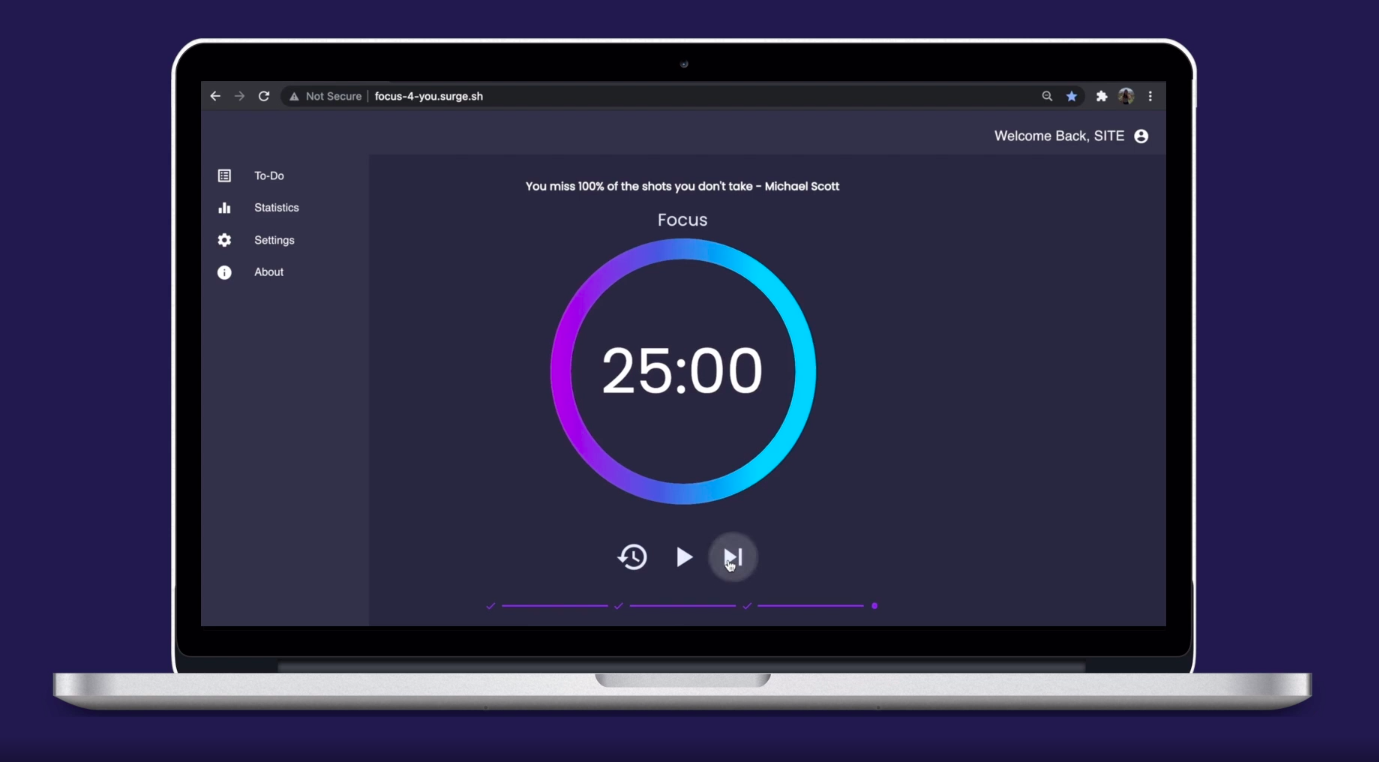 Not Secure | focus-4-you.surge.sh
Welcome Back, SITE
To-Do
Statistics
Settings
About
You miss 100% of the shots you don't take - Michael Scott
Focus
25:00